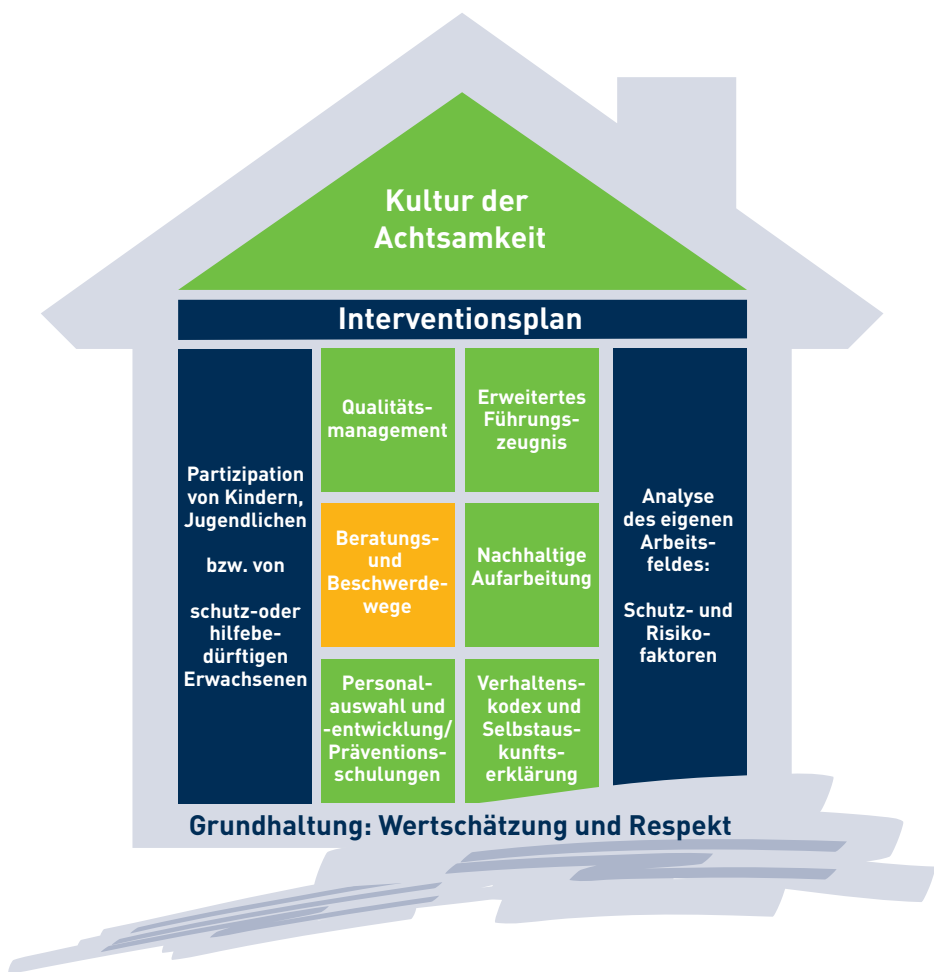 Kultur der
Achtsamkeit
Interventionsplan
Partizipation
von Kindern,
Jugendlichen
bzw. von
schutz-oder
hilfebe-
dürftigen
Erwachsenen
Qualitäts-
management
Erweitertes
Führungs-
zeugnis
Beratungs-
und
Beschwerde-
wege
Nachhaltige
Aufarbeitung
Personal-
auswahl und
-entwicklung/
Präventions-
schulungen
Verhaltens-
kodex und
Selbstaus-
kunfts-
erklärung
Analyse
des eigenen
Arbeits-
feldes:
Schutz- und
Risiko-
faktoren
Grundhaltung: Wertschätzung und Respekt